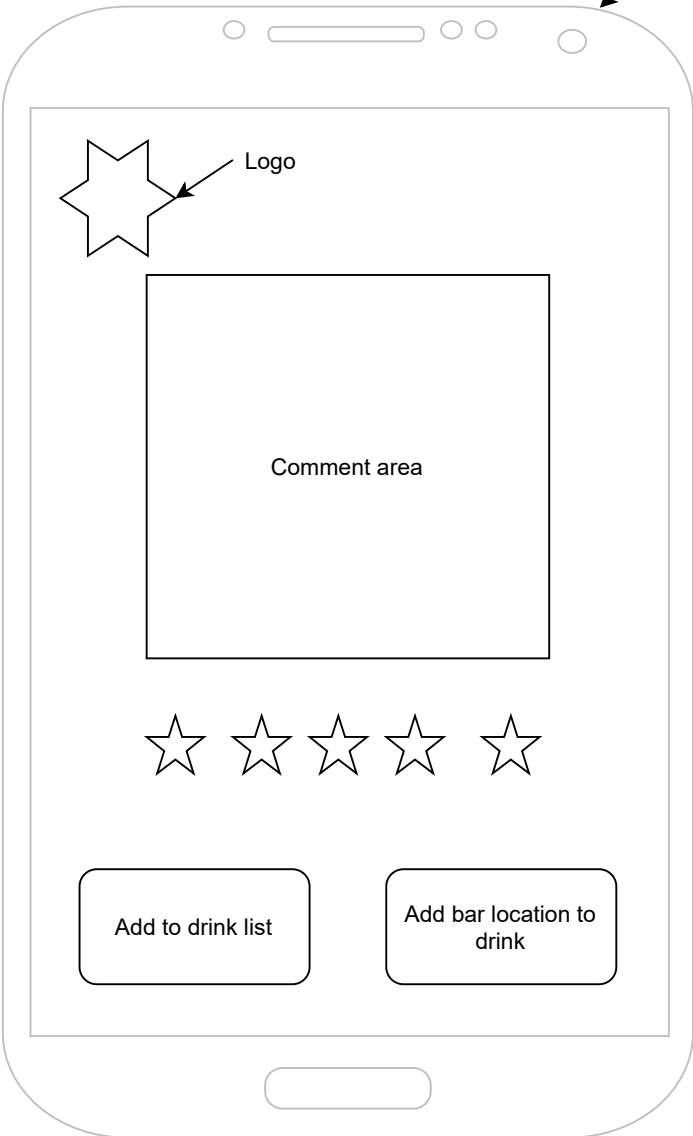 Logo
Comment area
Add to drink list
Add bar location to
drink